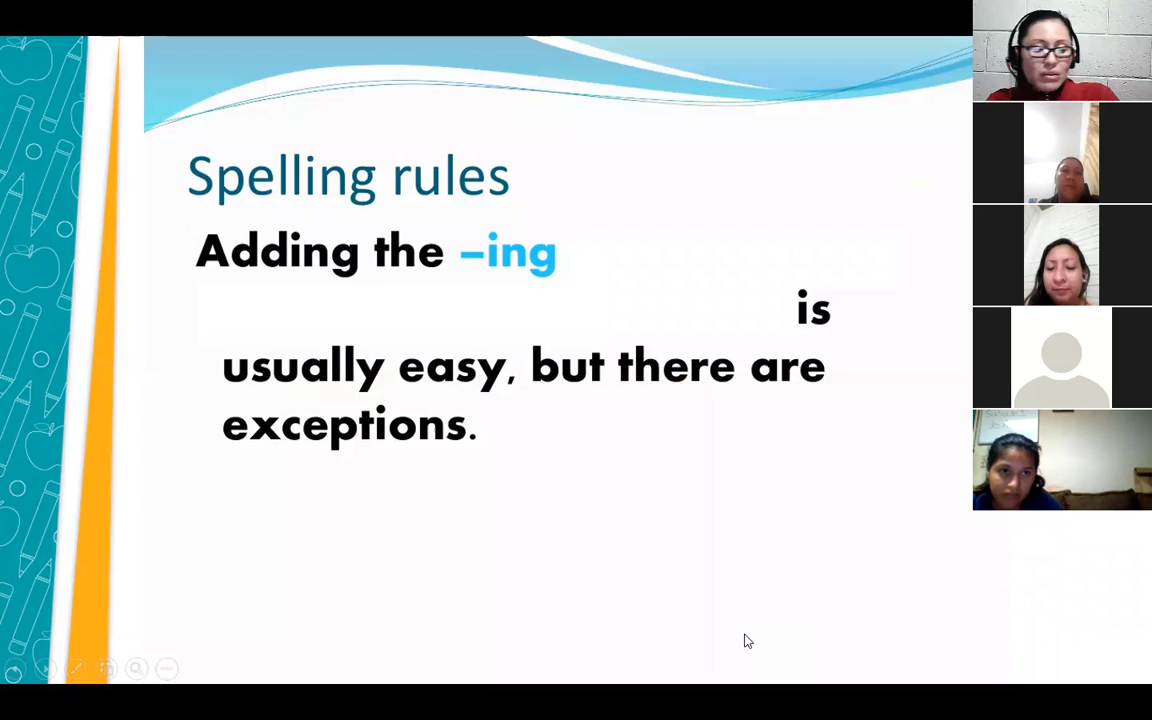 Spelling rules
Adding the –ing
is
usually easy, but there are
exceptions.